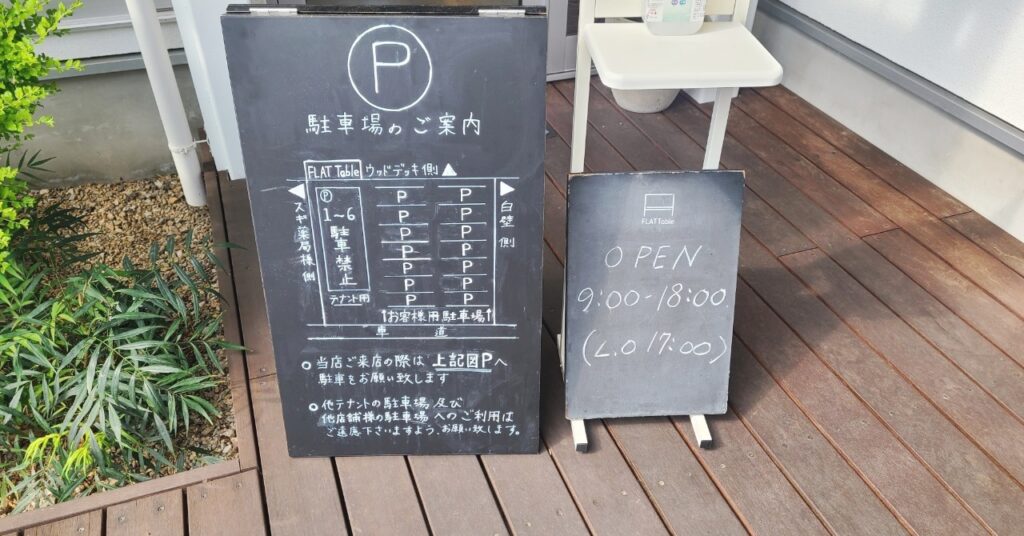 P
駐車場のご案内
FLAT Table ウッドデッキ側▲
◀スギ薬局様側
Ⓟ
1〜6
駐車禁止
テナント用
P P
P P
P P
P P
P P
P P
▶白壁側
↑お客様用駐車場↑
車 道
○当店ご来店の際は 上記図Pへ
駐車をお願い致します
○他テナントの駐車場及び
他店舗様の駐車場へのご利用は
ご遠慮下さいますよう、お願い致します。
FLAT Table
OPEN
9:00-18:00
(L.O 17:00)